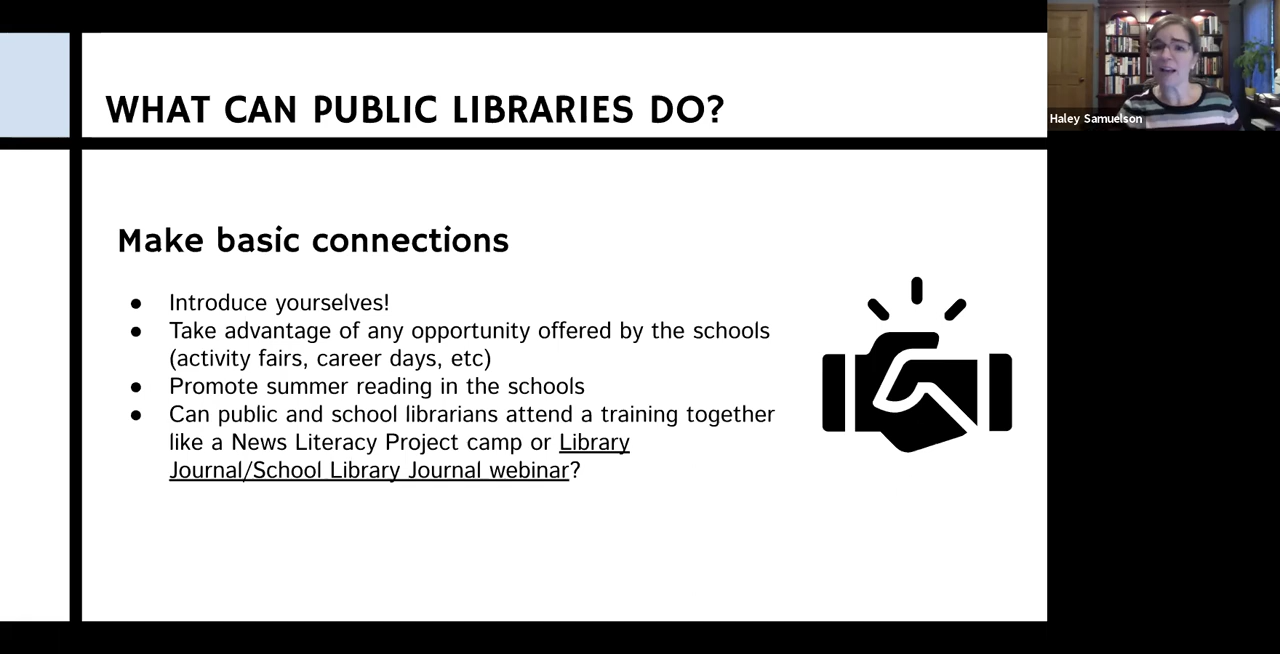 WHAT CAN PUBLIC LIBRARIES DO?
Haley Samuelson
Make basic connections
● Introduce yourselves!
● Take advantage of any opportunity offered by the schools
(activity fairs, career days, etc)
● Promote summer reading in the schools
● Can public and school librarians attend a training together
like a News Literacy Project camp or Library
Journal/School Library Journal webinar?